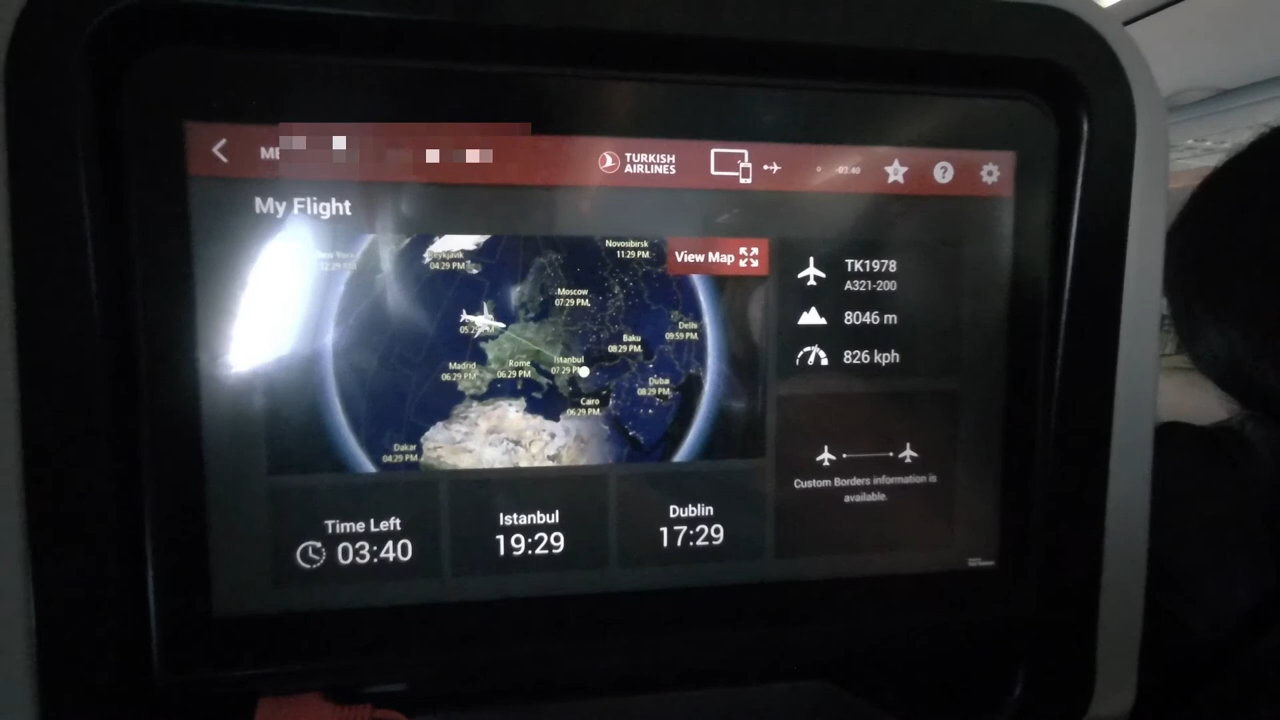 TURKISH
AIRLINES
-03:40
My Flight
View Map
Reykjavik
04:29 PM
Novosibirsk
11:29 PM
Moscow
07:29 PM
Delhi
09:59 PM
Baku
08:29 PM
Madrid
06:29 PM
Rome
06:29 PM
Istanbul
07:29 PM
Dubai
08:29 PM
Cairo
06:29 PM
Dakar
04:29 PM
TK1978
A321-200
8046 m
826 kph
Custom Borders information is
available.
Time Left
03:40
Istanbul
19:29
Dublin
17:29